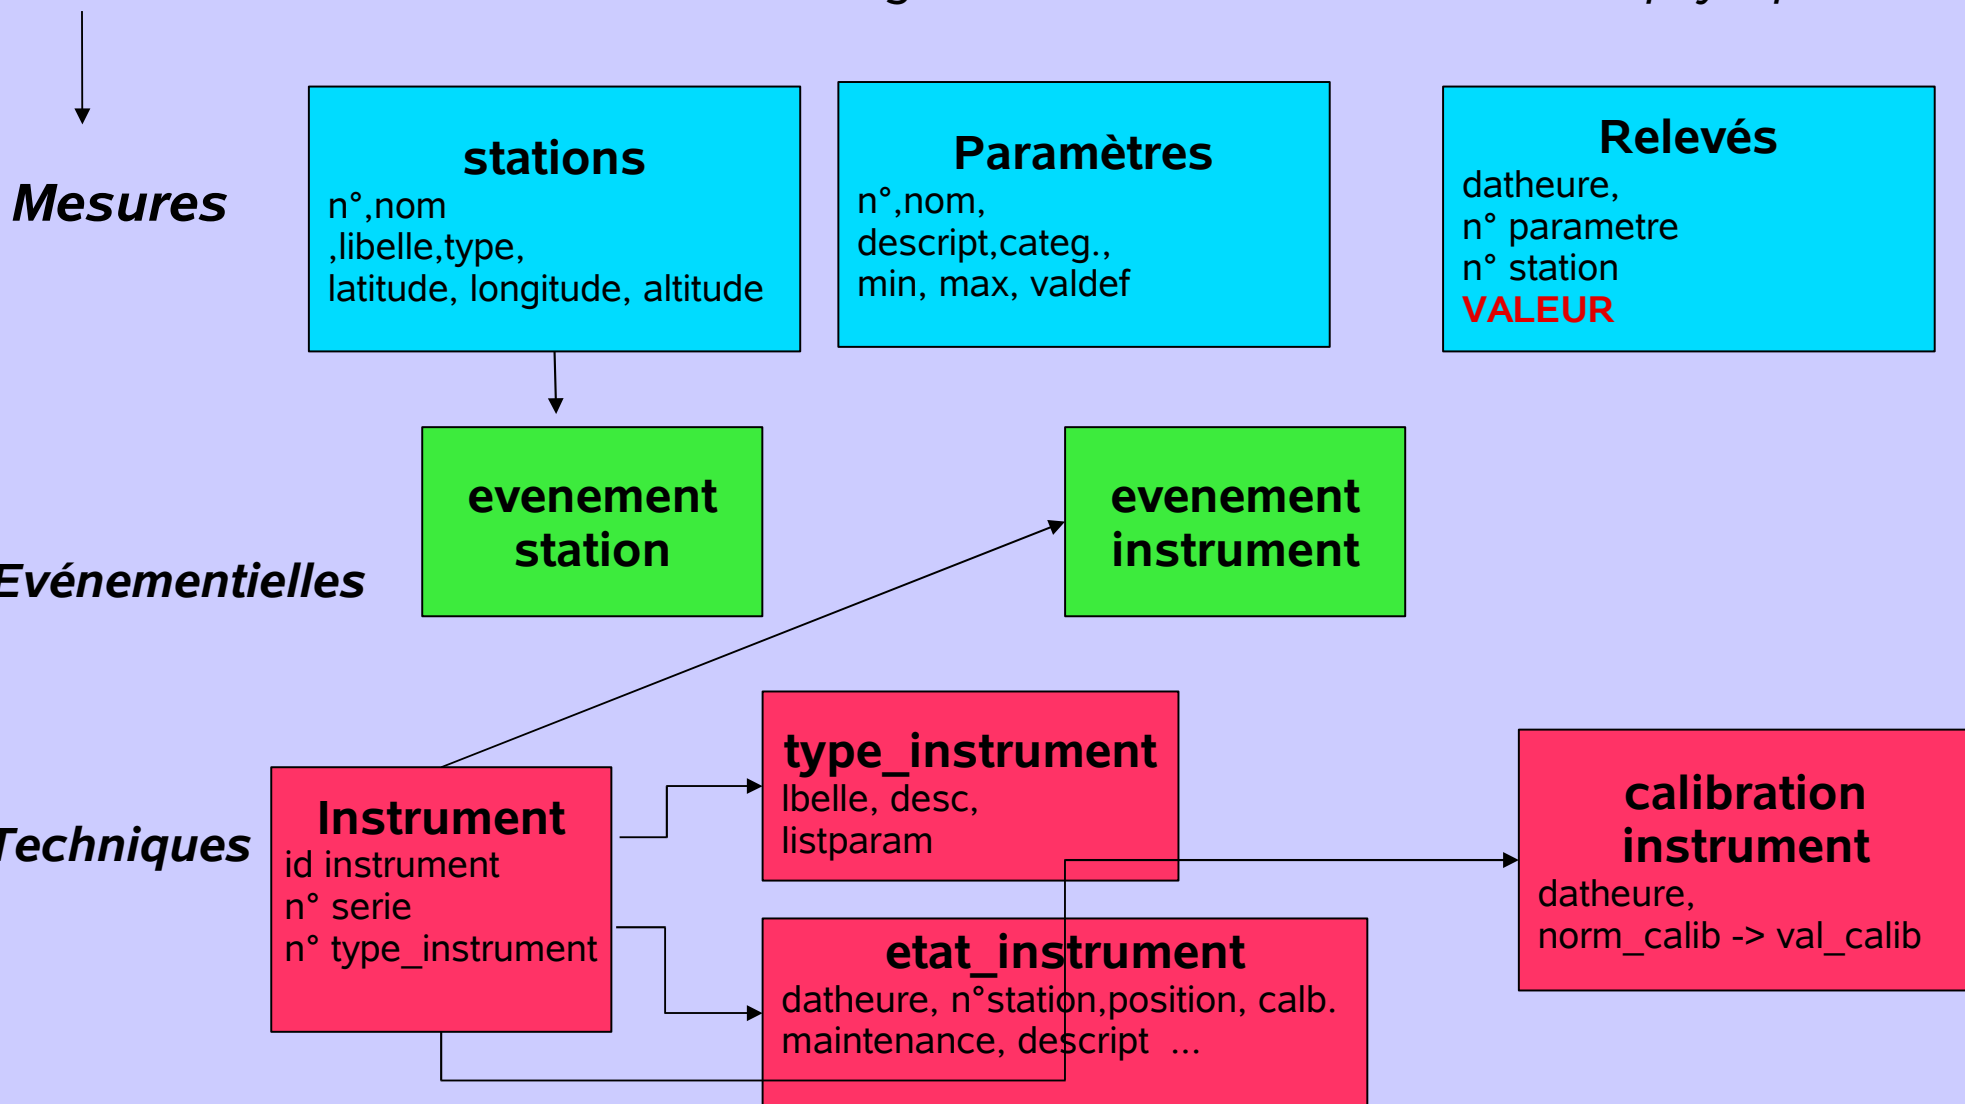 Mesures
stations
n°,nom
,libelle,type,
latitude, longitude, altitude
Paramètres
n°,nom,
descript,categ.,
min, max, valdef
Relevés
datheure,
n° parametre
n° station
VALEUR
Evénementielles
evenement
station
evenement
instrument
Techniques
Instrument
id instrument
n° serie
n° type_instrument
type_instrument
lbelle, desc,
listparam
etat_instrument
datheure, n°station,position, calb.
maintenance, descript ...
calibration
instrument
datheure,
norm_calib -> val_calib